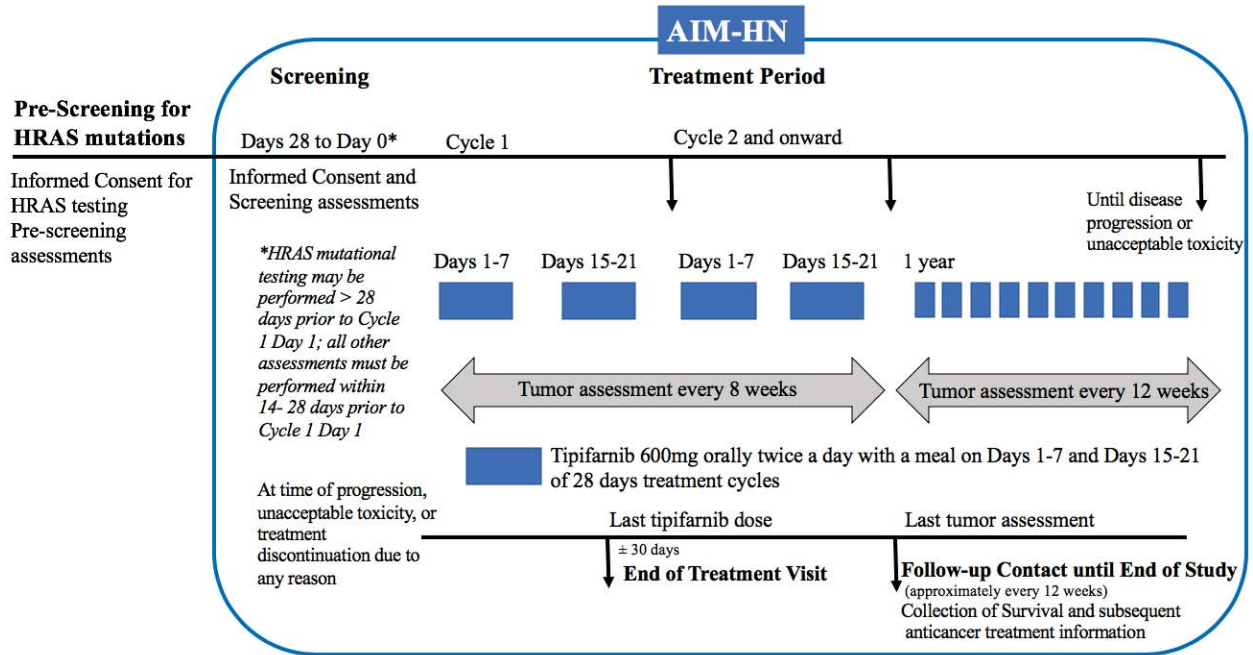 AIM-HN
Screening
Treatment Period
Pre-Screening for
HRAS mutations
Days 28 to Day 0*
Cycle 1
Cycle 2 and onward
Informed Consent for
HRAS testing
Pre-screening
assessments
Informed Consent and
Screening assessments
Until disease
progression or
unacceptable toxicity
*HRAS mutational
testing may be
performed > 28
days prior to Cycle
1 Day 1; all other
assessments must be
performed within
14- 28 days prior to
Cycle 1 Day 1
Days 1-7
Days 15-21
Days 1-7
Days 15-21
1 year
Tumor assessment every 8 weeks
Tumor assessment every 12 weeks
Tipifarnib 600mg orally twice a day with a meal on Days 1-7 and Days 15-21
of 28 days treatment cycles
At time of progression,
unacceptable toxicity, or
treatment
discontinuation due to
any reason
Last tipifarnib dose
± 30 days
End of Treatment Visit
Last tumor assessment
Follow-up Contact until End of Study
(approximately every 12 weeks)
Collection of Survival and subsequent
anticancer treatment information